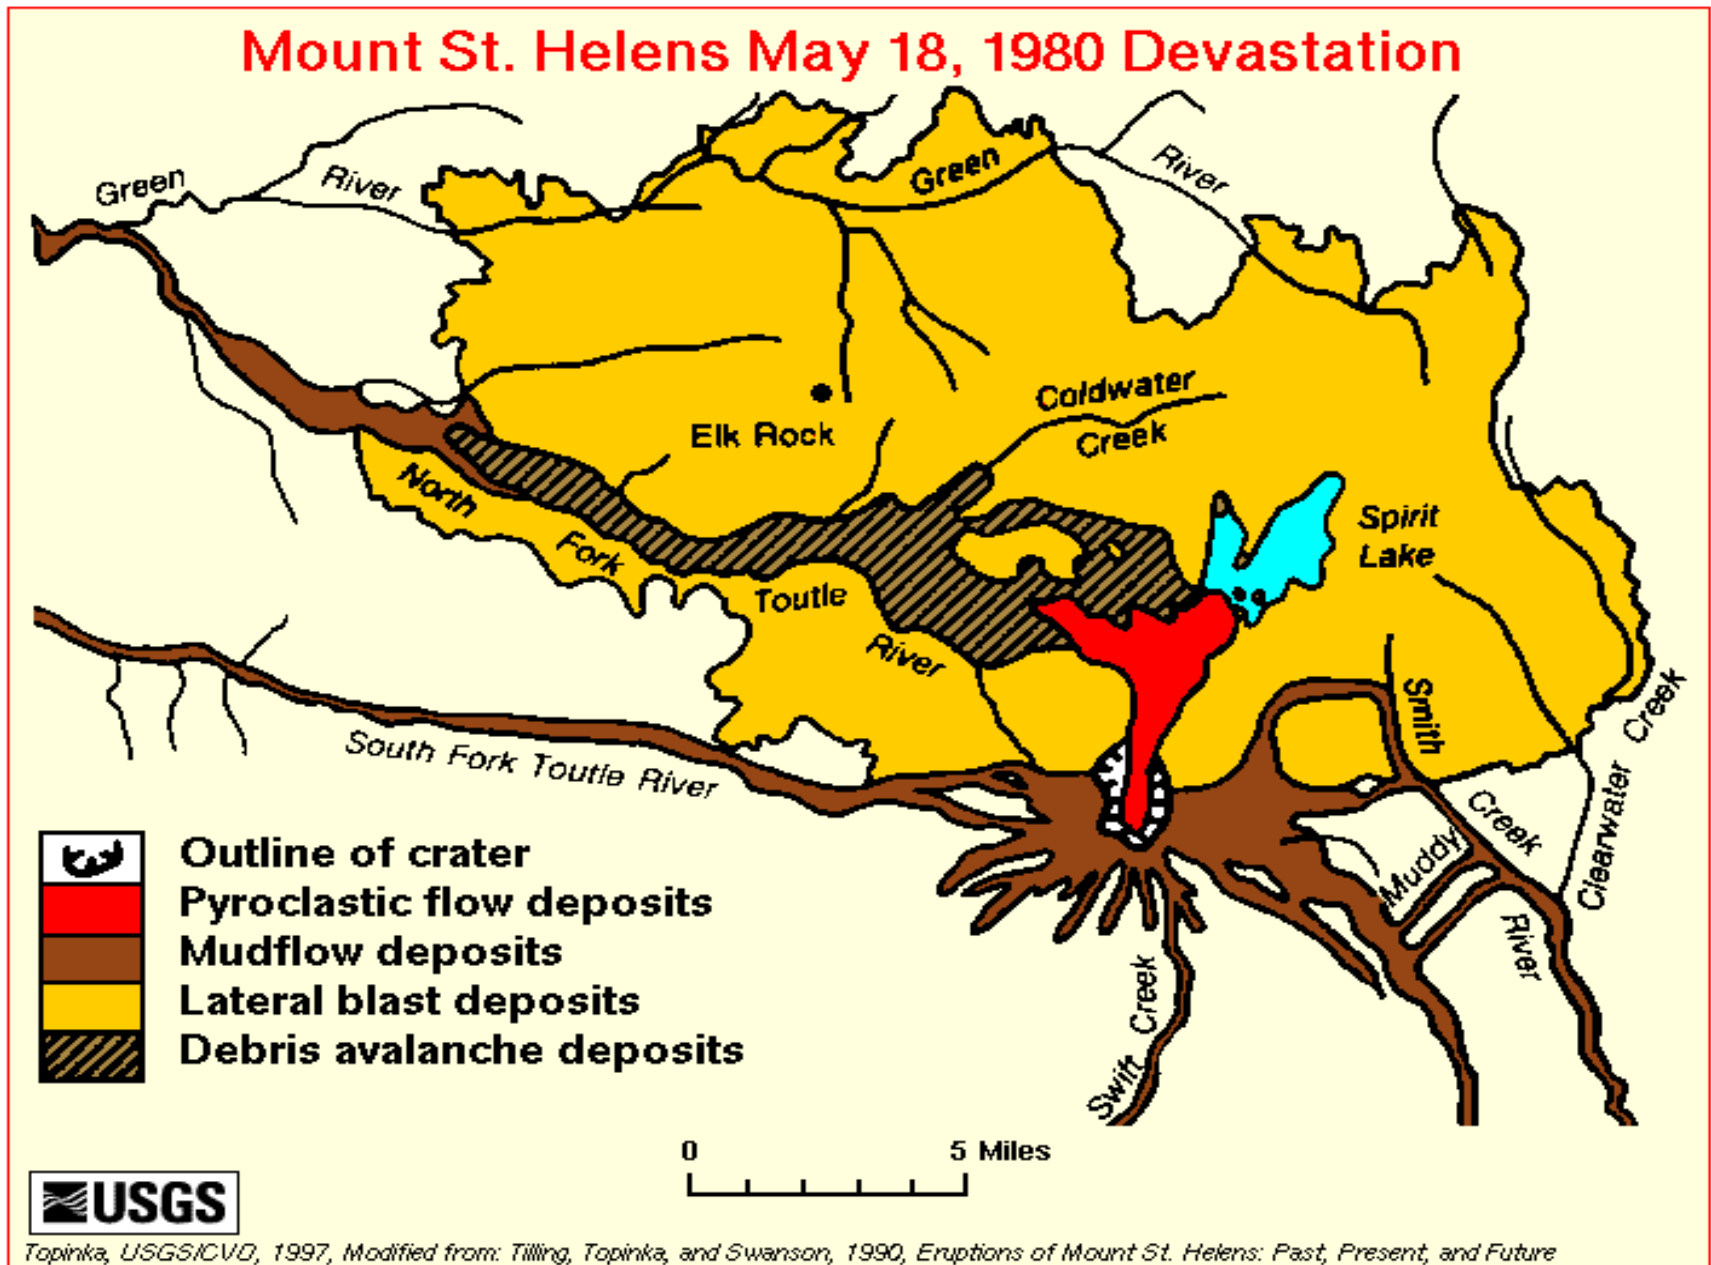 Mount St. Helens May 18, 1980 Devastation
Green
River
Green
River
Coldwater
Creek
Elk Rock
North
Fork
Toutle
River
Spirit
Lake
Smith
Creek
Clearwater Creek
Muddy
River
South Fork Toutle River
Swift Creek
Outline of crater
Pyroclastic flow deposits
Mudflow deposits
Lateral blast deposits
Debris avalanche deposits
0 5 Miles
USGS
Topinka, USGS/CVO, 1997, Modified from: Tilling, Topinka, and Swanson, 1990, Eruptions of Mount St. Helens: Past, Present, and Future